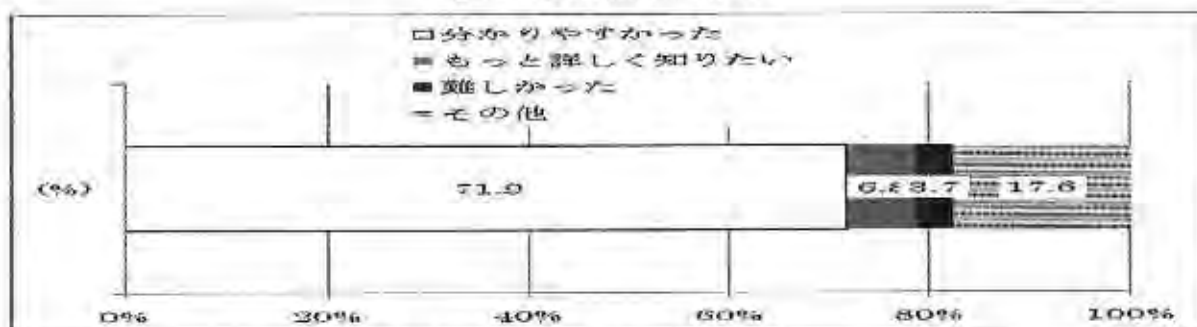 □分かりやすかった
■もっと詳しく知りたい
■難しかった
その他
(%)
71.9
3.7
17.6
0% 20% 40% 60% 80% 100%